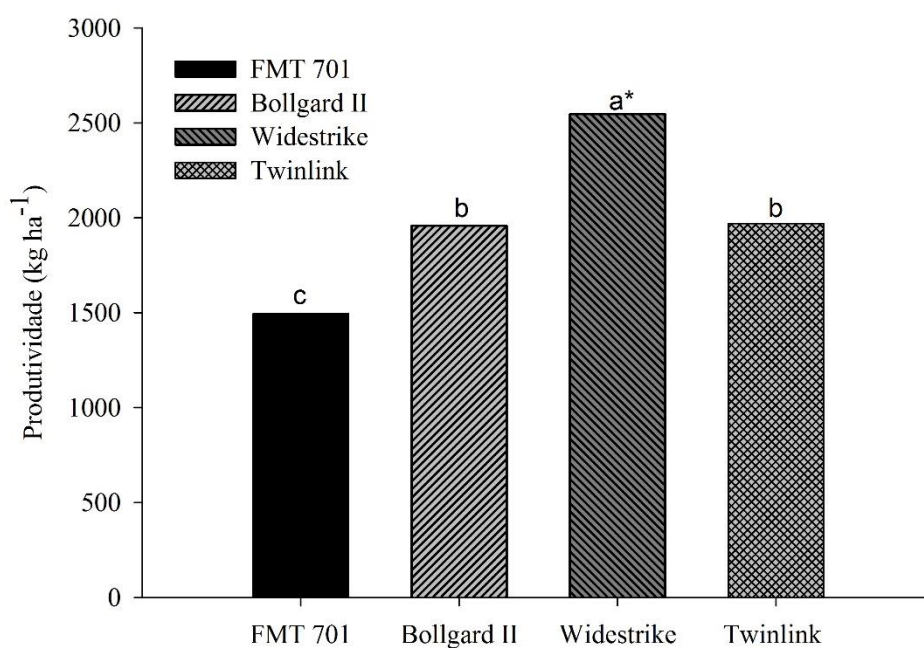 3000
2500
2000
1500
1000
500
0
Produtividade (kg ha⁻¹)
FMT 701
Bollgard II
Widestrike
Twinlink
c
b
a*
b
FMT 701
Bollgard II
Widestrike
Twinlink